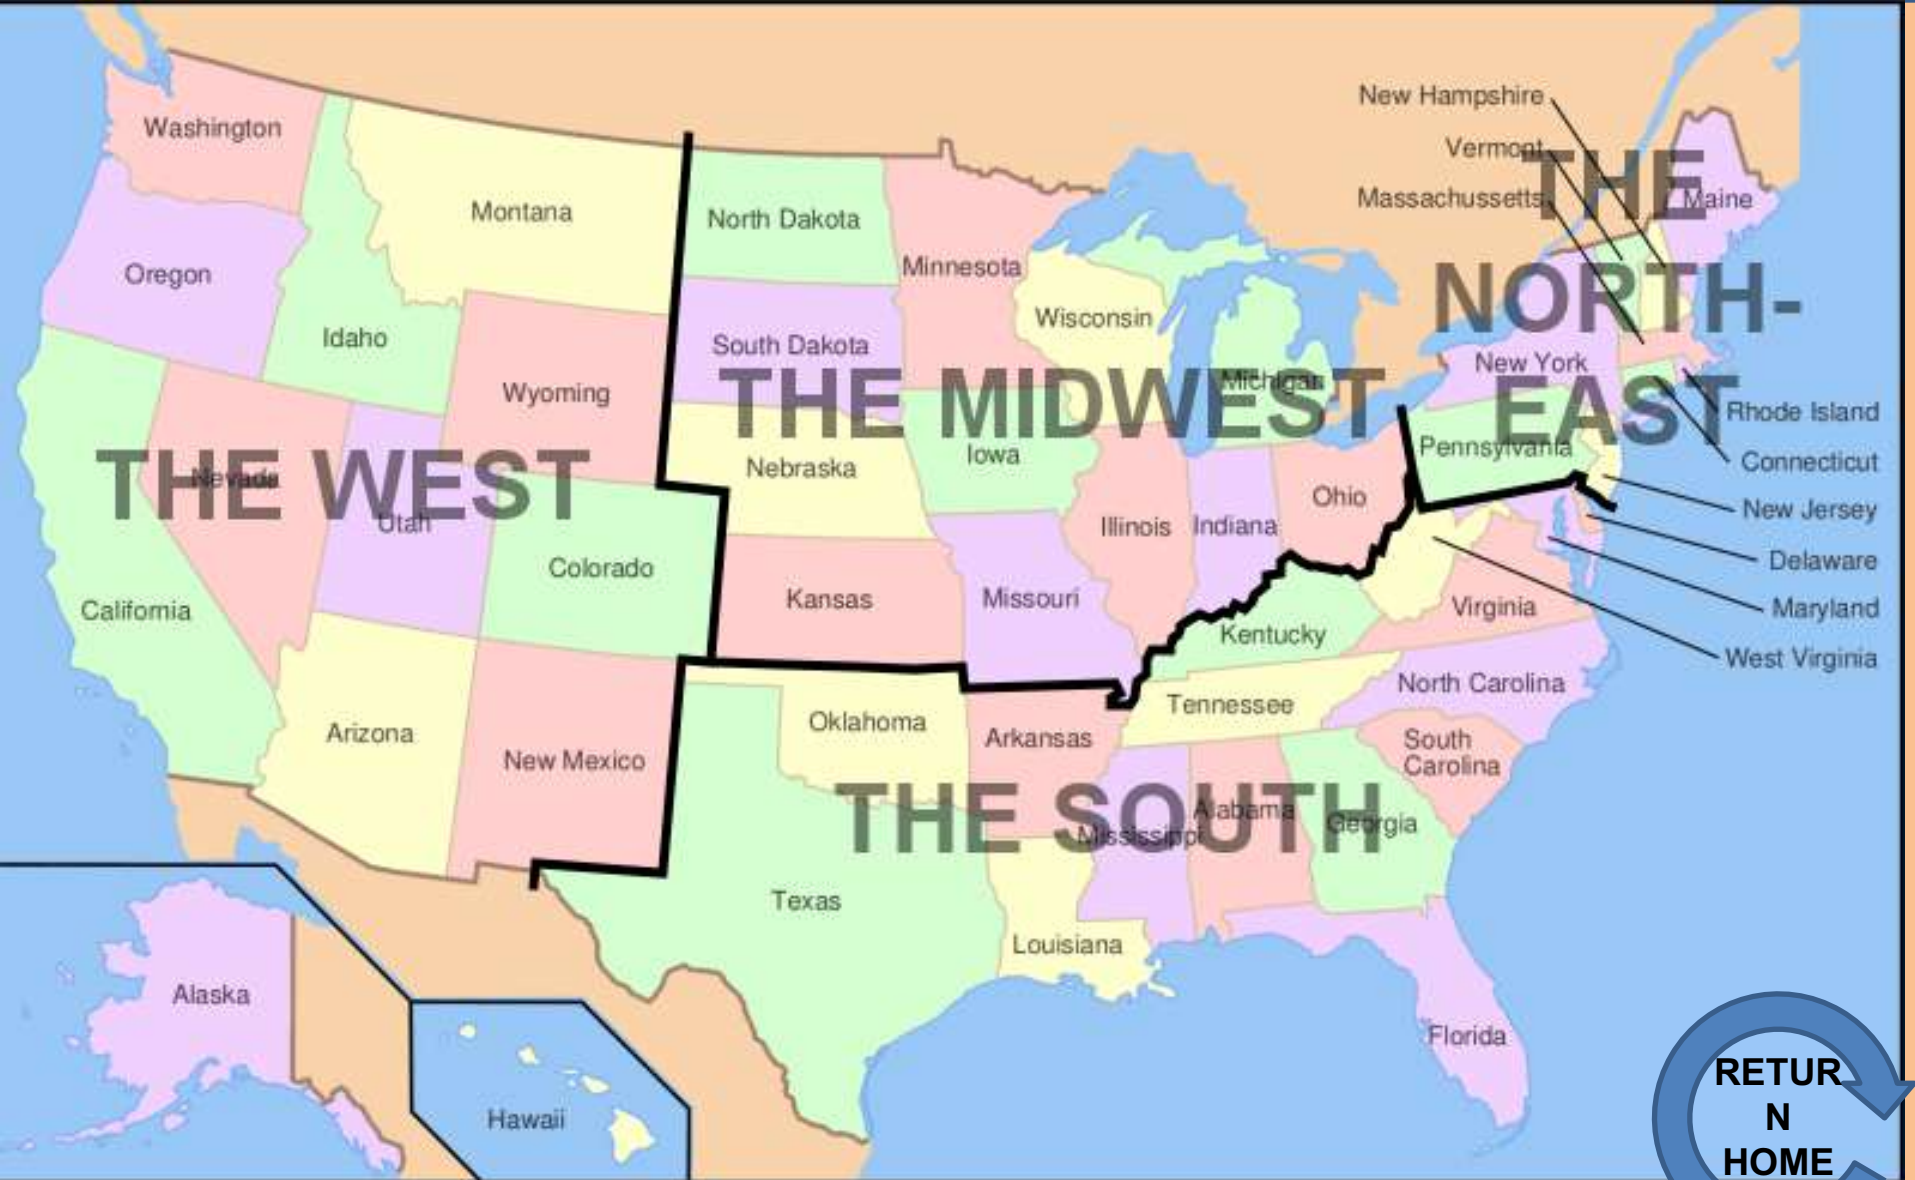 New Hampshire
Washington
Vermont
THE
Massachussetts
Maine
Montana
North Dakota
Minnesota
Oregon
NORTH-
Wisconsin
Idaho
South Dakota
New York
Wyoming
THE MIDWEST
Michigan
EAST
Rhode Island
Pennsylvania
Iowa
Connecticut
Nebraska
THE WEST
Nevada
Ohio
New Jersey
Utah
Illinois
Indiana
Delaware
Colorado
Kansas
Missouri
Virginia
Maryland
California
Kentucky
West Virginia
North Carolina
Tennessee
Oklahoma
Arizona
Arkansas
South
Carolina
New Mexico
THE SOUTH
Alabama
Georgia
Mississippi
Texas
Louisiana
Alaska
Florida
Hawaii
RETUR
N
HOME